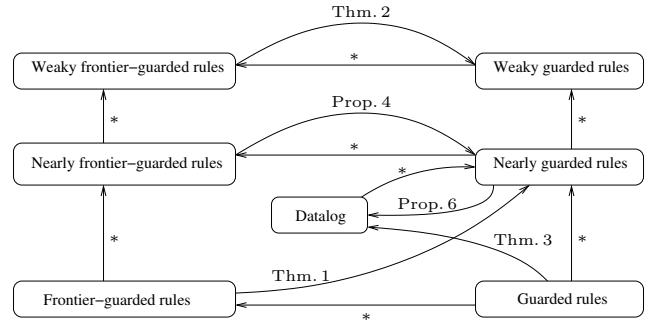 Thm. 2
Weaky frontier–guarded rules
*
Weaky guarded rules
*
Prop. 4
*
Nearly frontier–guarded rules
*
*
Nearly guarded rules
Datalog
Prop. 6
*
Thm. 3
*
Thm. 1
Frontier–guarded rules
*
Guarded rules